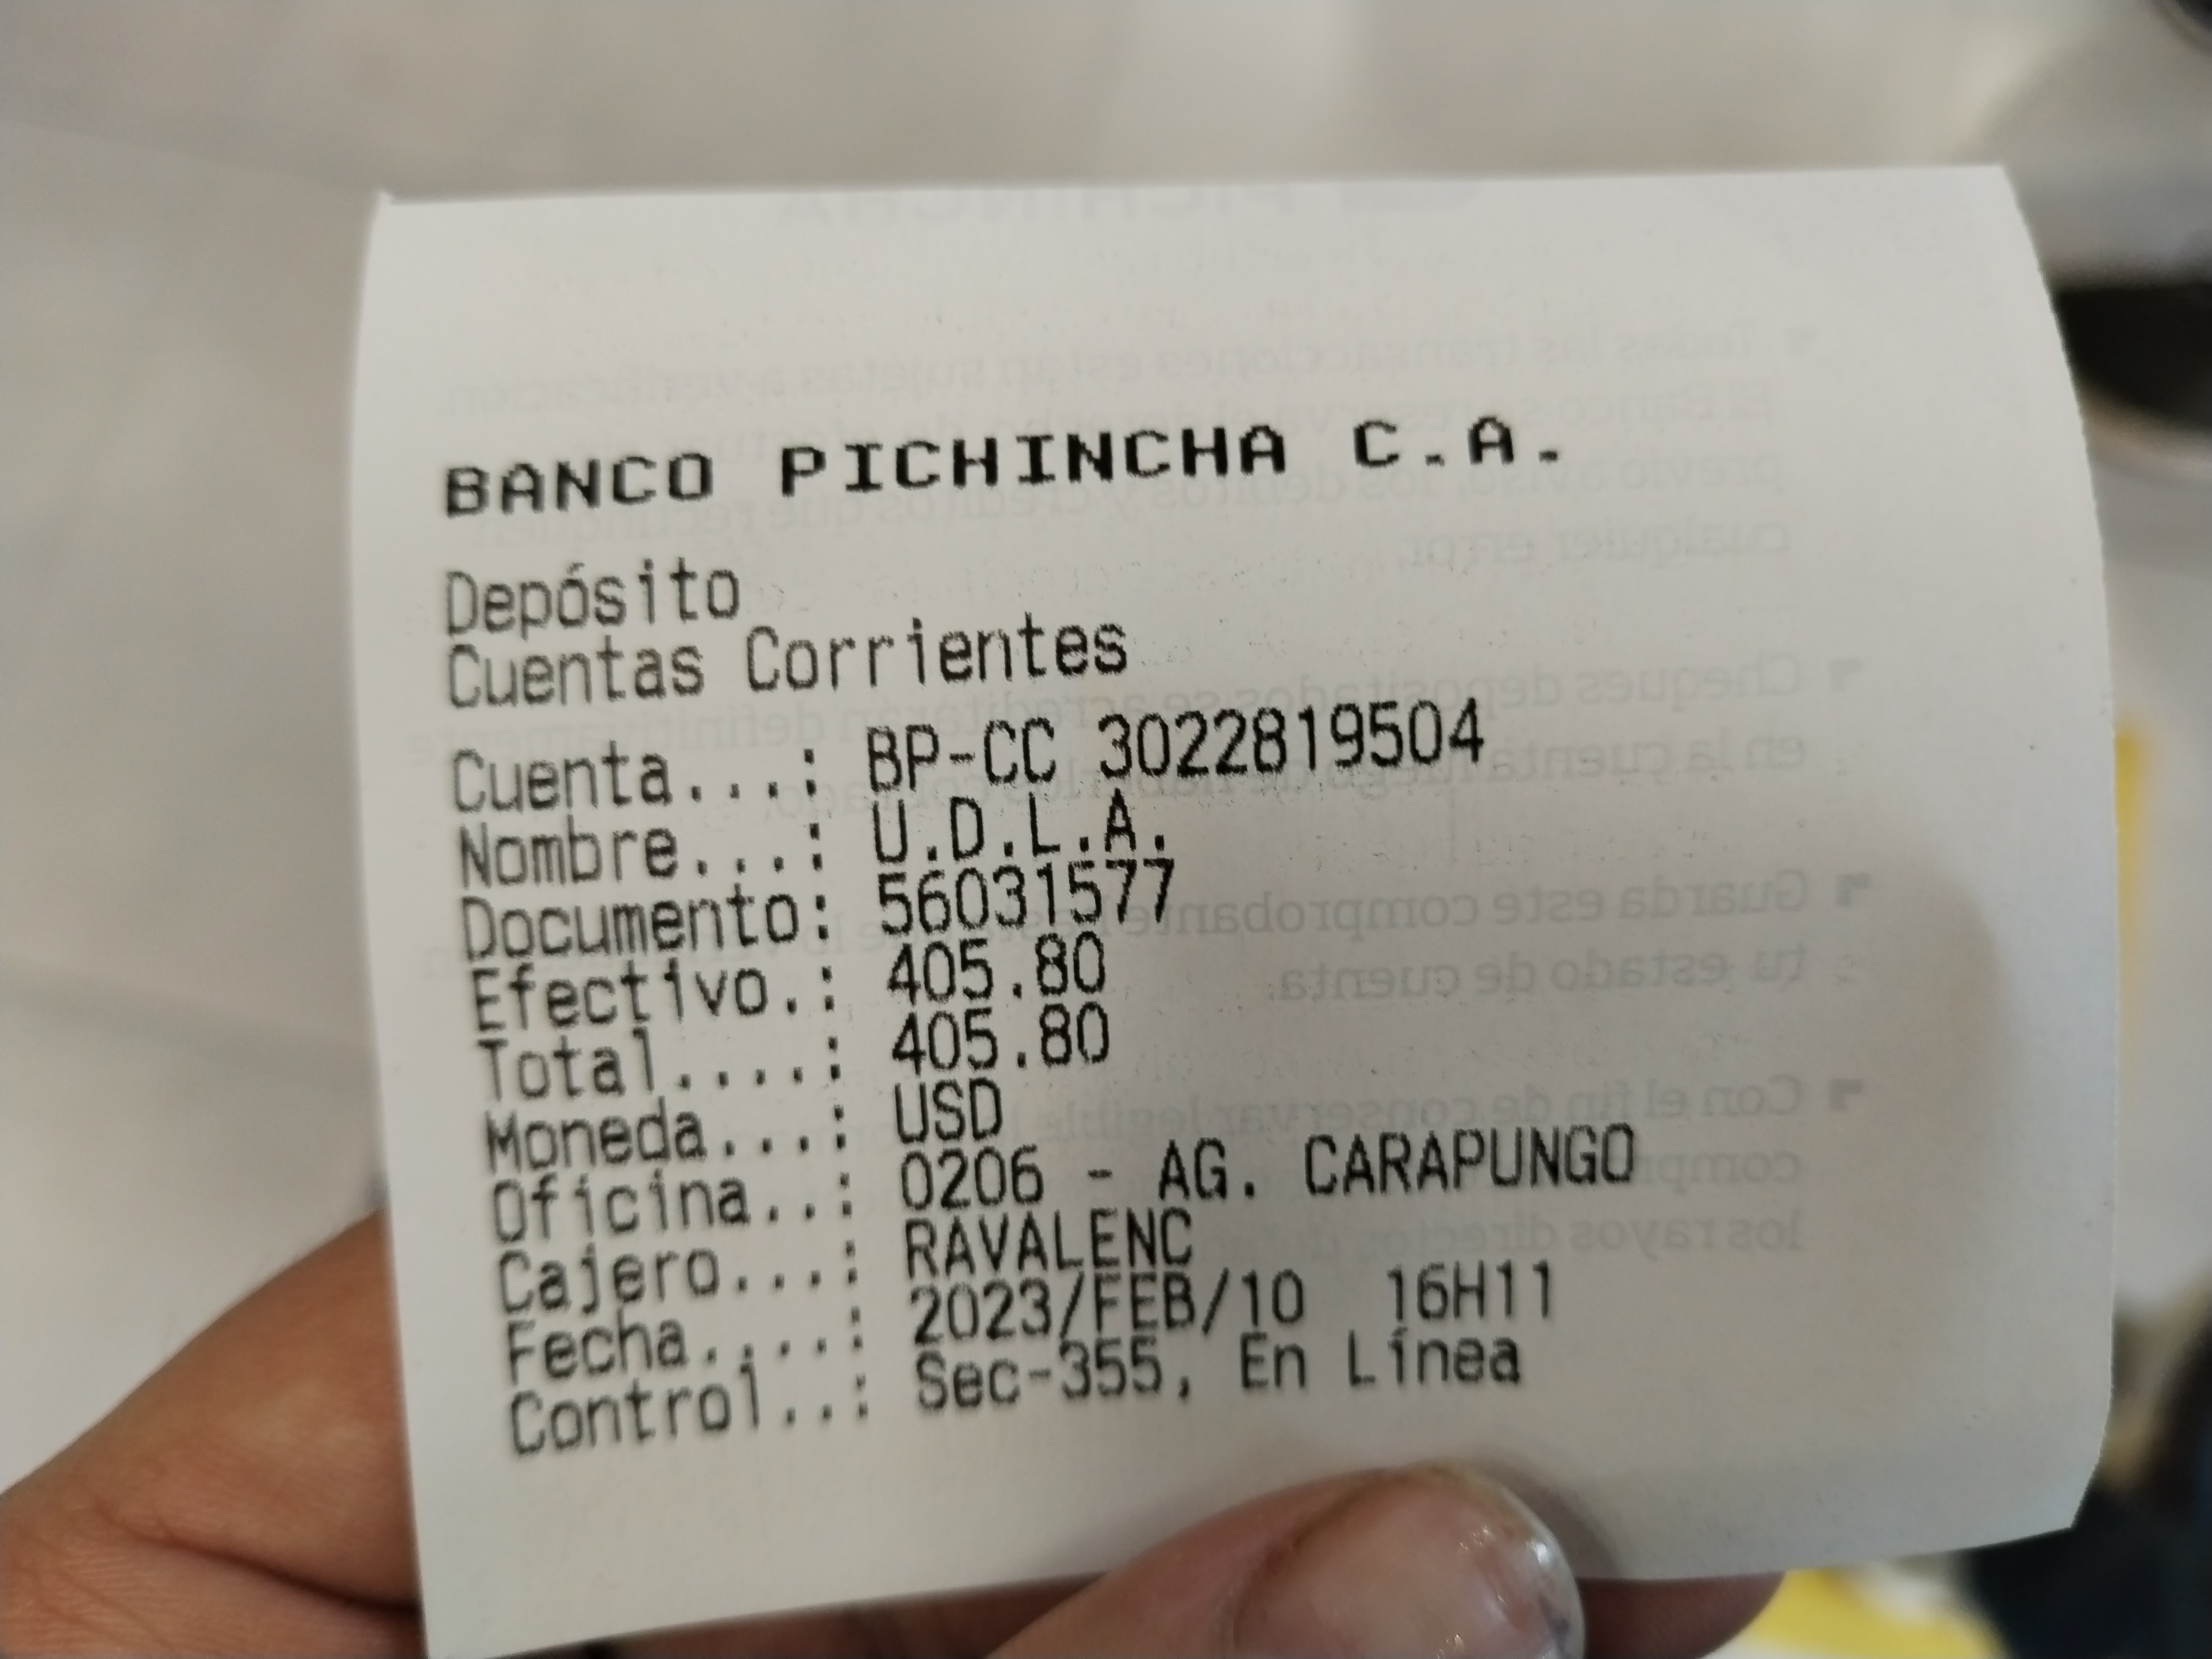 BANCO PICHINCHA C.A.
Depósito
Cuentas Corrientes
Cuenta...: BP-CC 3022819504
Nombre...: U.D.L.A.
Documento: 56031577
Efectivo.: 405.80
Total....: 405.80
Moneda...: USD
Oficina..: 0206 - AG. CARAPUNGO
Cajero...: RAVALENC
Fecha....: 2023/FEB/10 16H11
Control..: Sec-355, En Línea